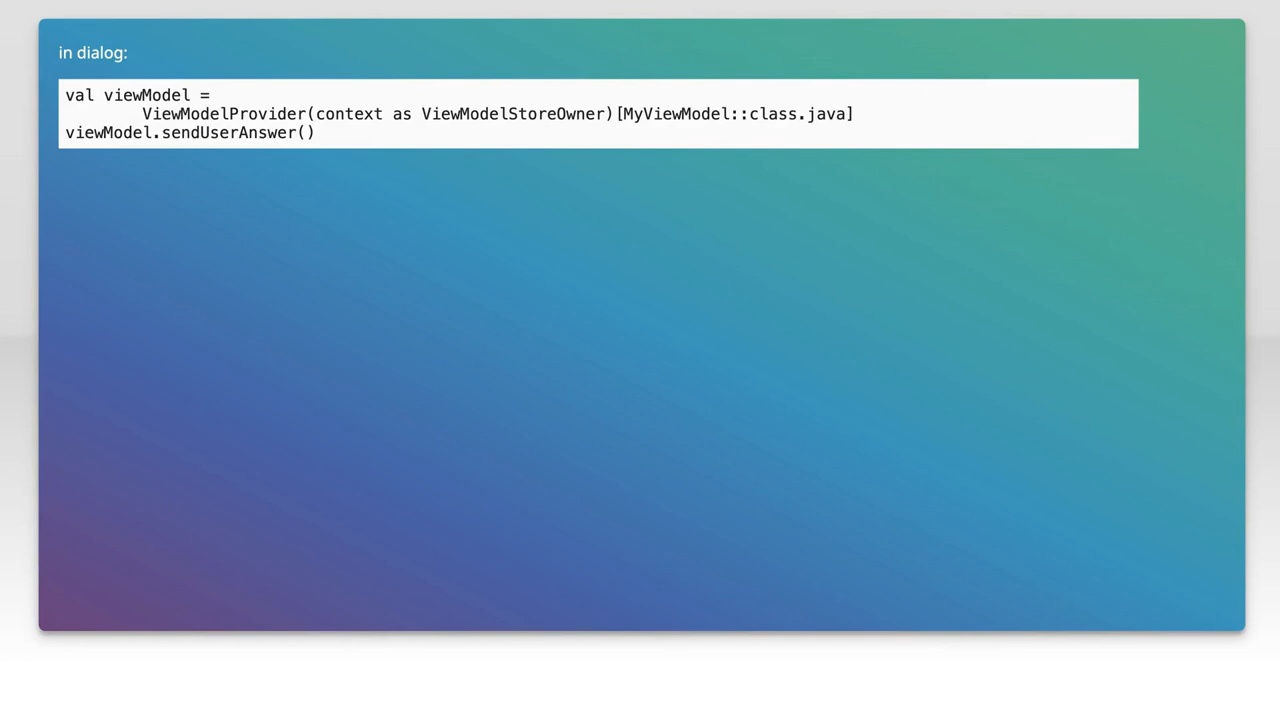 in dialog:
val viewModel =
        ViewModelProvider(context as ViewModelStoreOwner)[MyViewModel::class.java]
viewModel.sendUserAnswer()